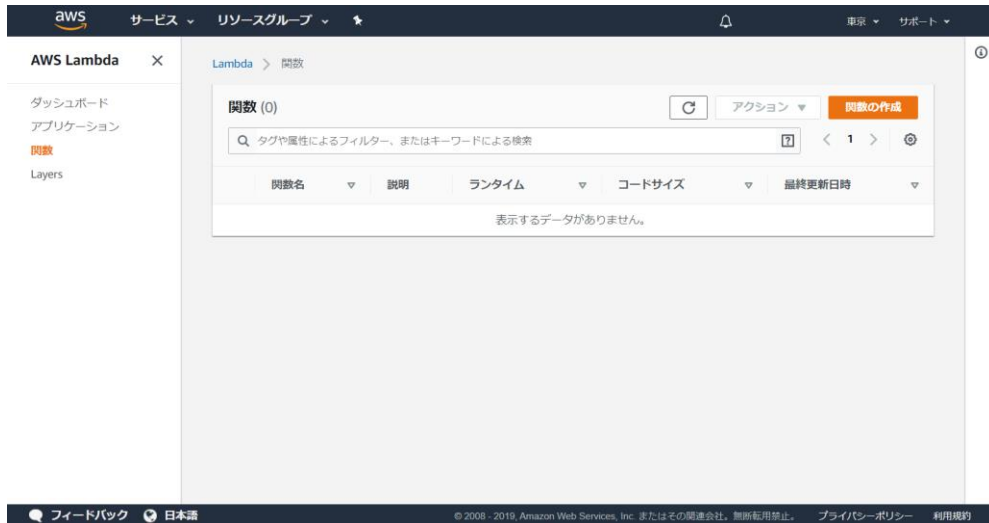 aws サービス リソースグループ 東京 サポート
AWS Lambda ×
ダッシュボード
アプリケーション
関数
Layers
Lambda > 関数
関数 (0) アクション 関数の作成
タグや属性によるフィルター、またはキーワードによる検索 ? < 1 >
関数名 説明 ランタイム コードサイズ 最終更新日時
表示するデータがありません。
フィードバック 日本語 © 2008 - 2019, Amazon Web Services, Inc. またはその関連会社。無断転用禁止。 プライバシーポリシー 利用規約